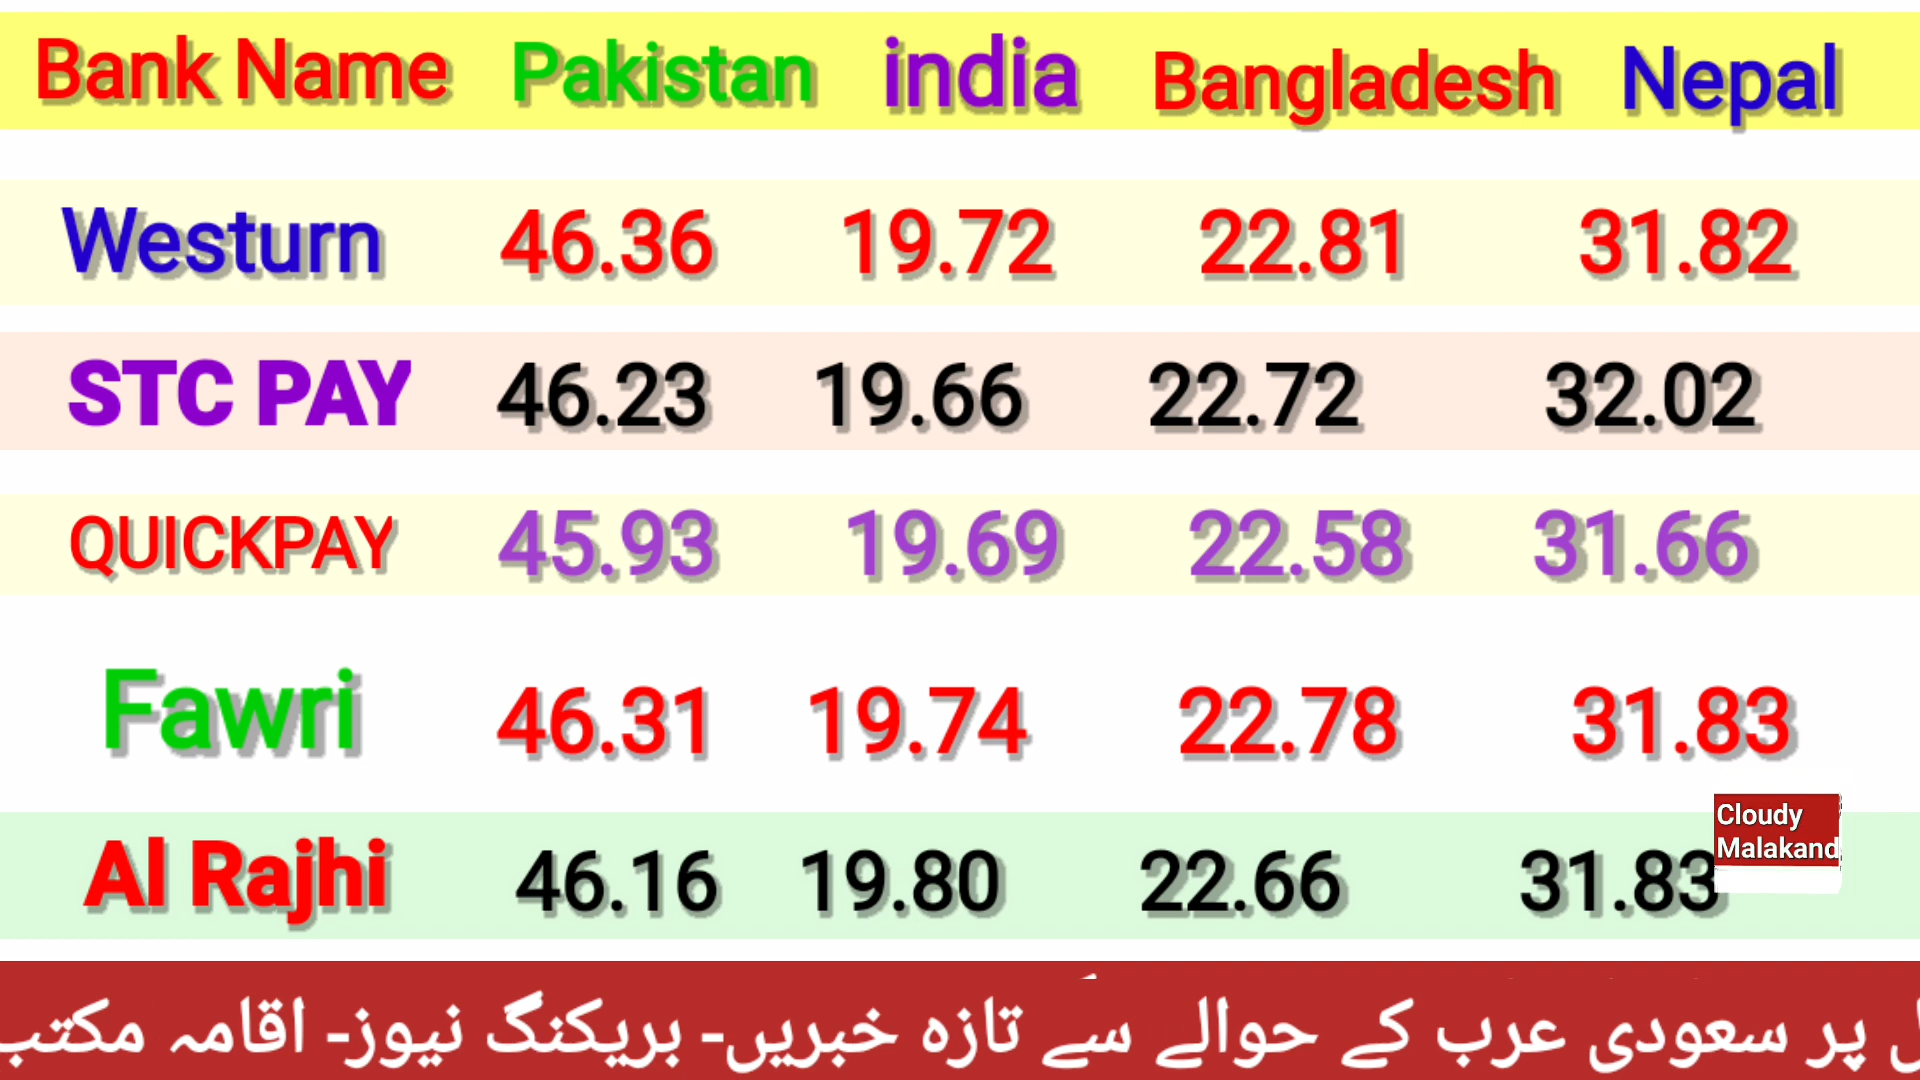 Bank Name Pakistan india Bangladesh Nepal
Westurn 46.36 19.72 22.81 31.82
STC PAY 46.23 19.66 22.72 32.02
QUICKPAY 45.93 19.69 22.58 31.66
Fawri 46.31 19.74 22.78 31.83
Al Rajhi 46.16 19.80 22.66 31.83
Cloudy
Malakand
پر سعودی عرب کے حوالے سے تازہ خبریں- بریکنگ نیوز- اقامہ مکتب